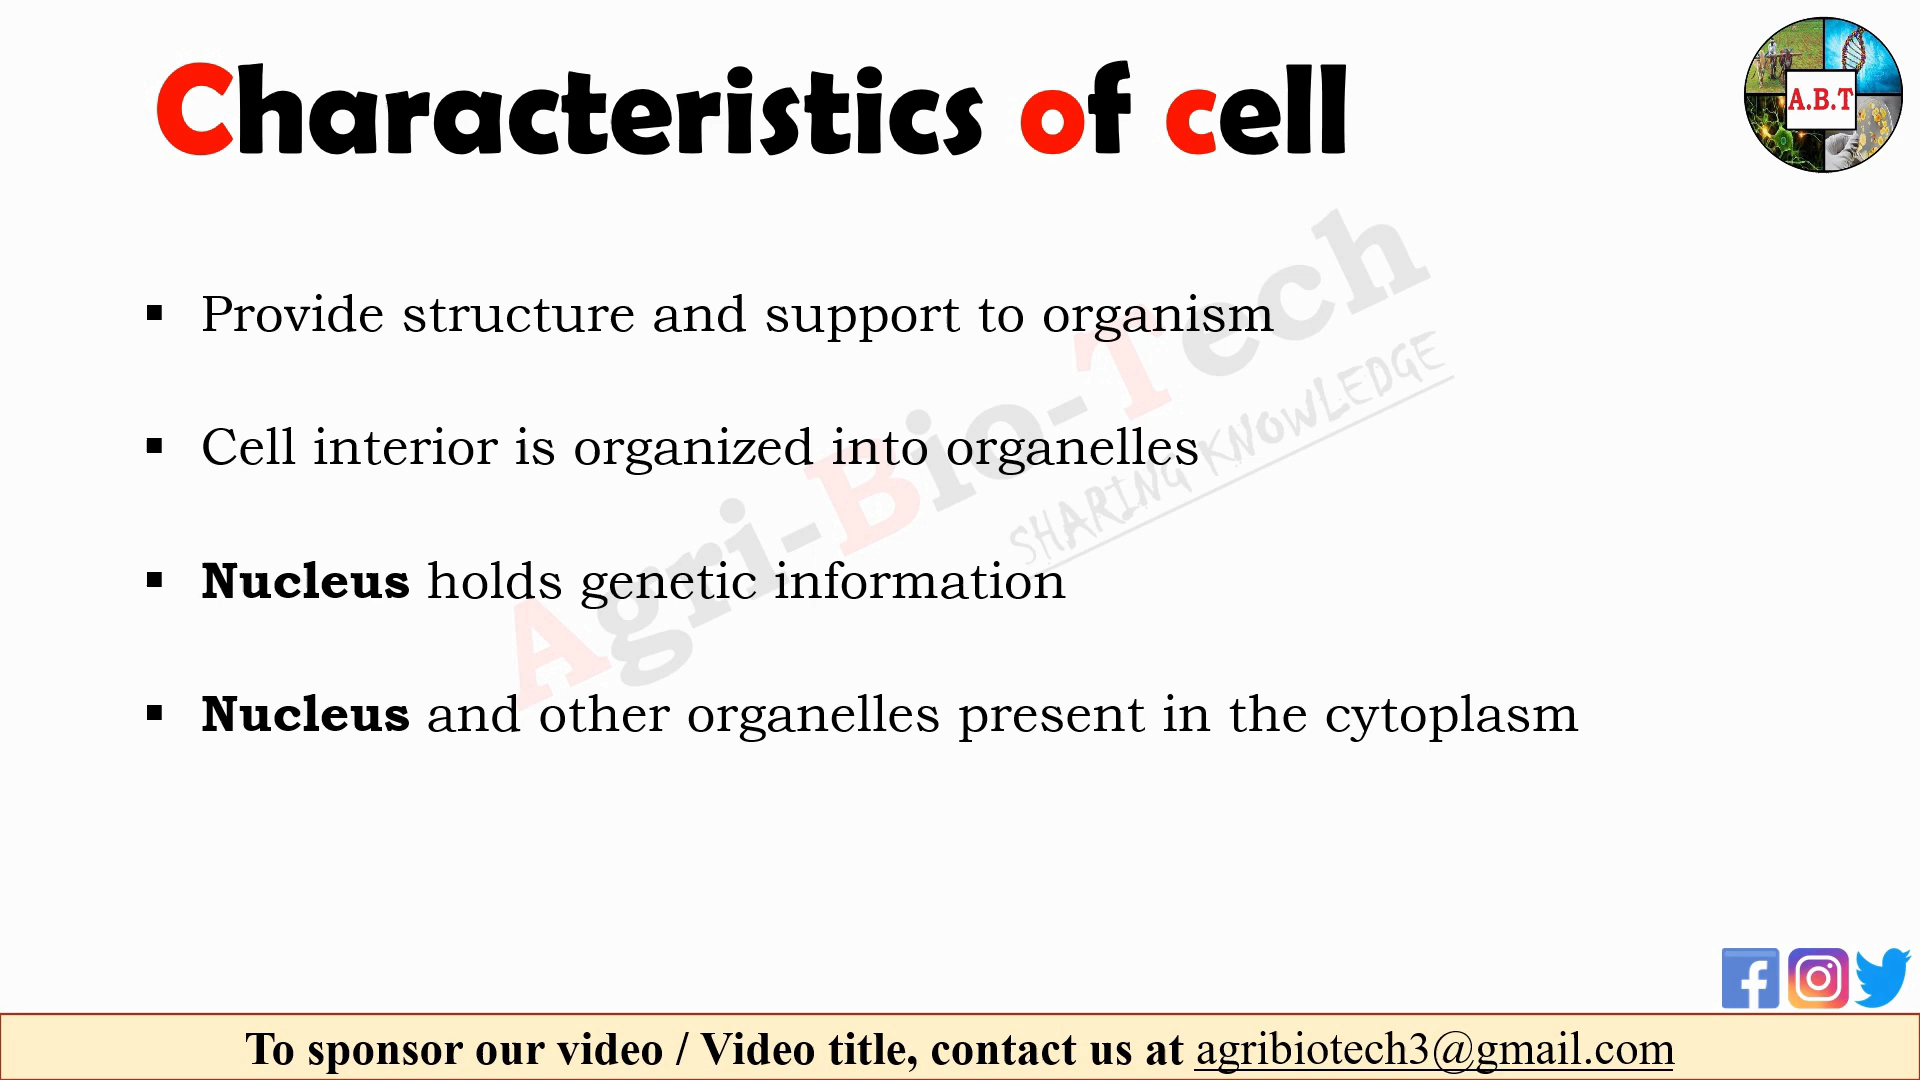 Characteristics of cell
A.B.T
▪ Provide structure and support to organism
▪ Cell interior is organized into organelles
▪ Nucleus holds genetic information
▪ Nucleus and other organelles present in the cytoplasm
Agri-Bio-Tech
SHARING KNOWLEDGE
To sponsor our video / Video title, contact us at agribiotech3@gmail.com